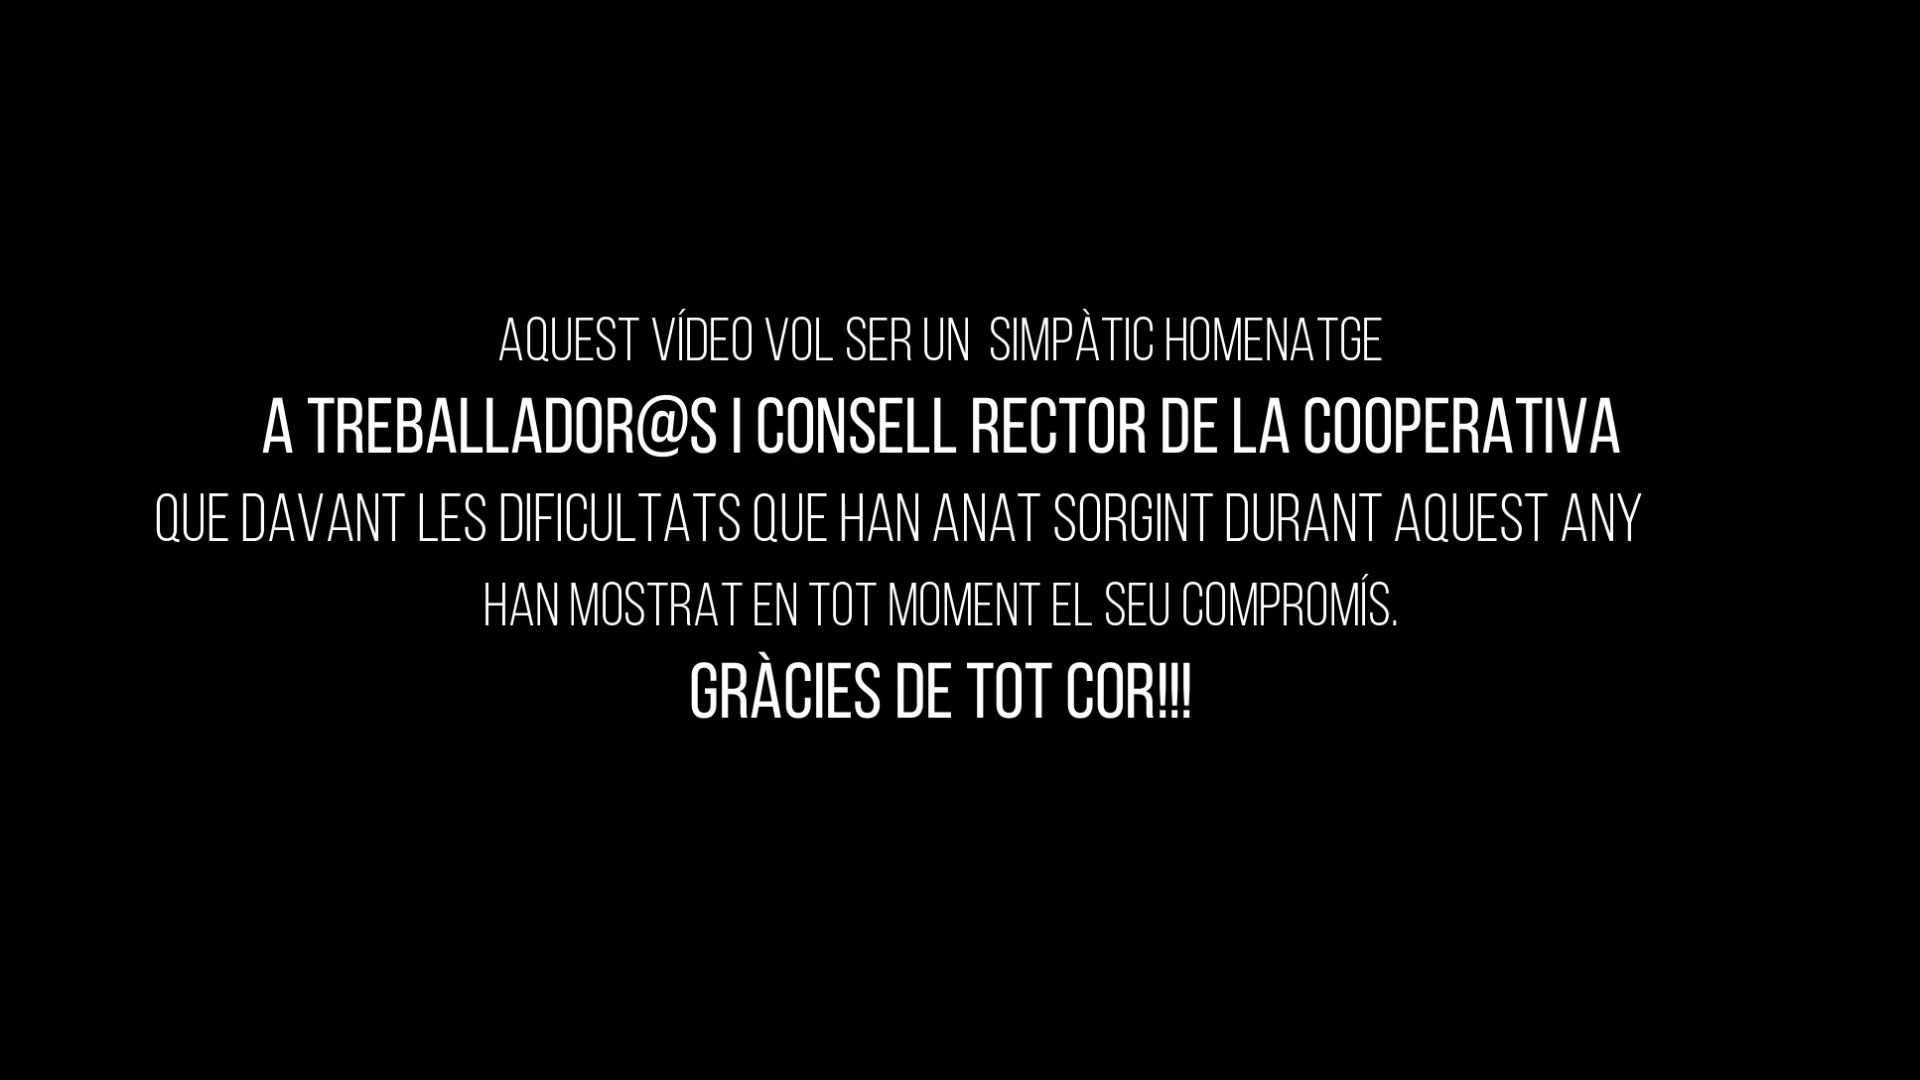 AQUEST VÍDEO VOL SER UN SIMPÀTIC HOMENATGE
A TREBALLADOR@S I CONSELL RECTOR DE LA COOPERATIVA
QUE DAVANT LES DIFICULTATS QUE HAN ANAT SORGINT DURANT AQUEST ANY
HAN MOSTRAT EN TOT MOMENT EL SEU COMPROMÍS.
GRÀCIES DE TOT COR!!!